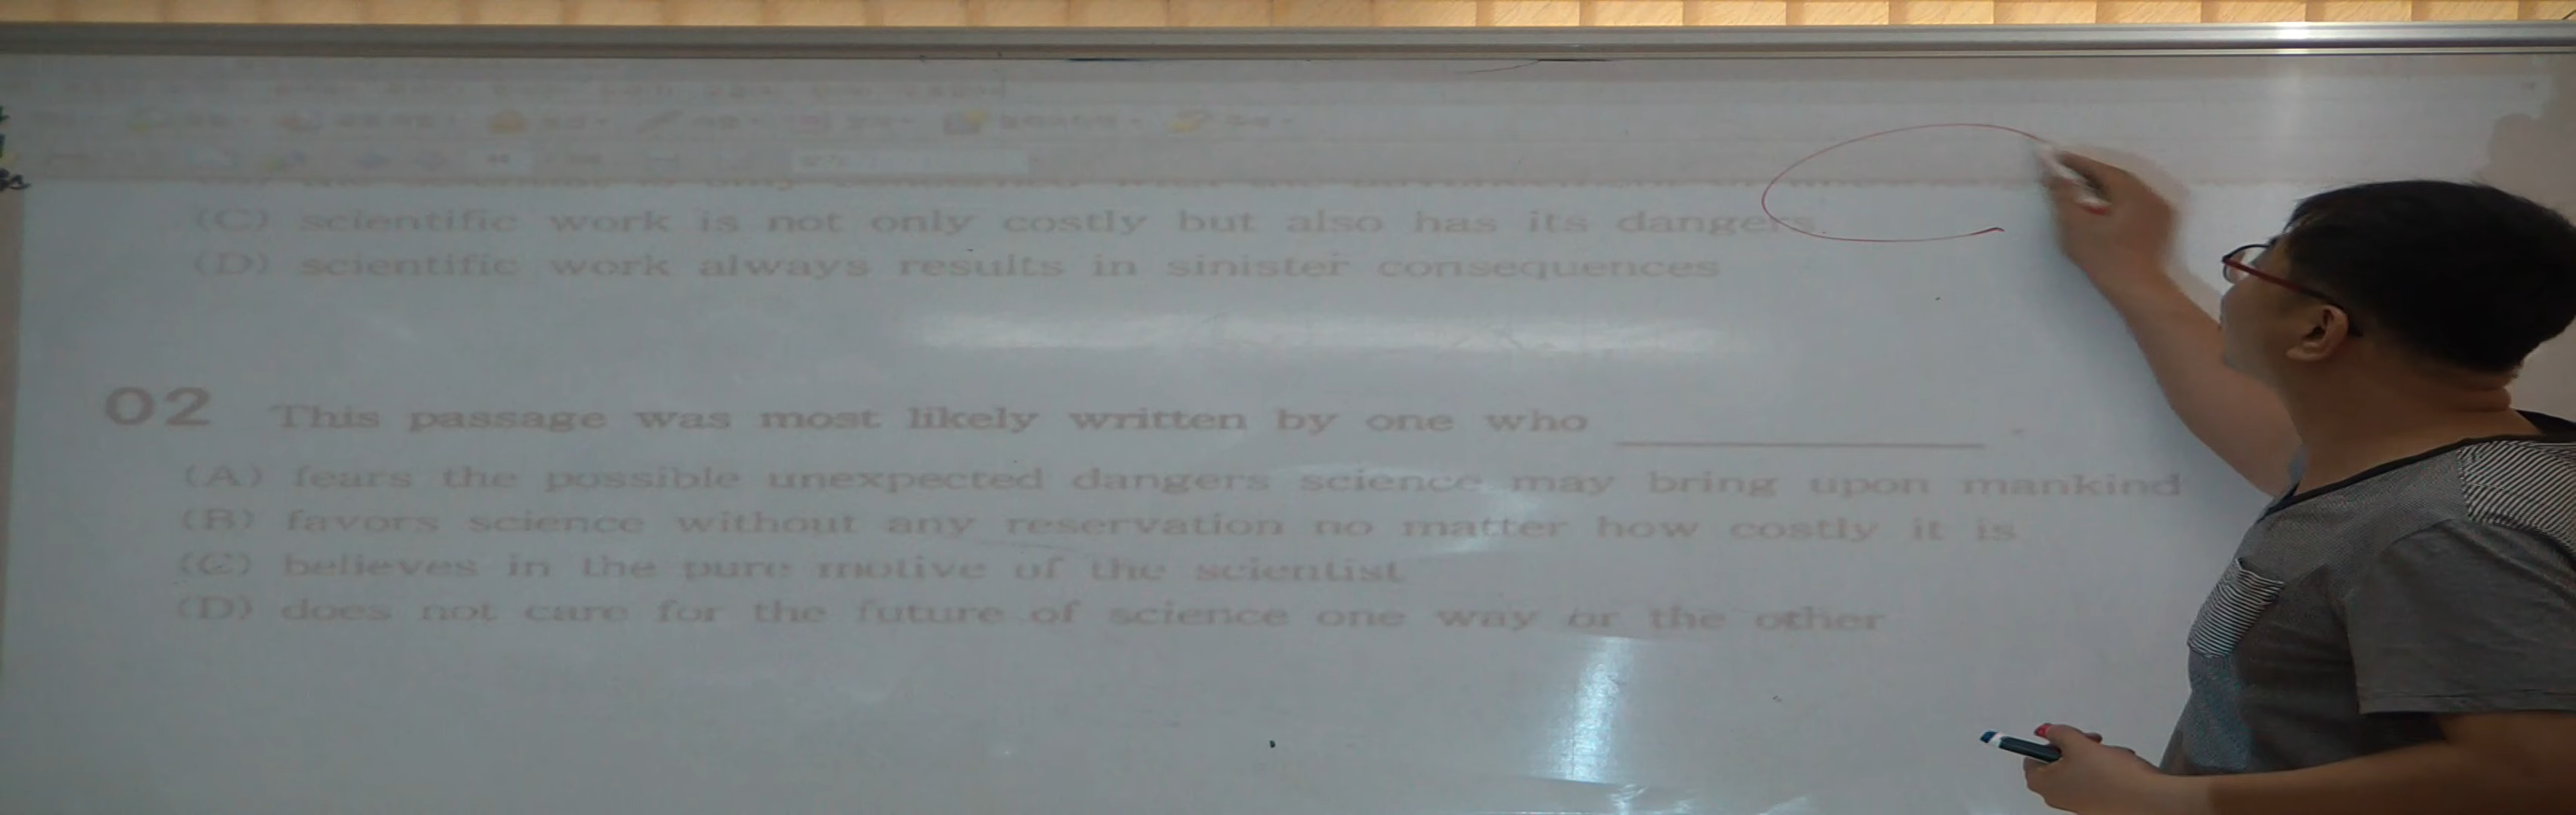 (C) scientific work is not only costly but also has its dangers
(D) scientific work always results in sinister consequences
02 This passage was most likely written by one who ________ .
(A) fears the possible unexpected dangers science may bring upon mankind
(B) favors science without any reservation no matter how costly it is
(C) believes in the pure motive of the scientist
(D) does not care for the future of science one way or the other